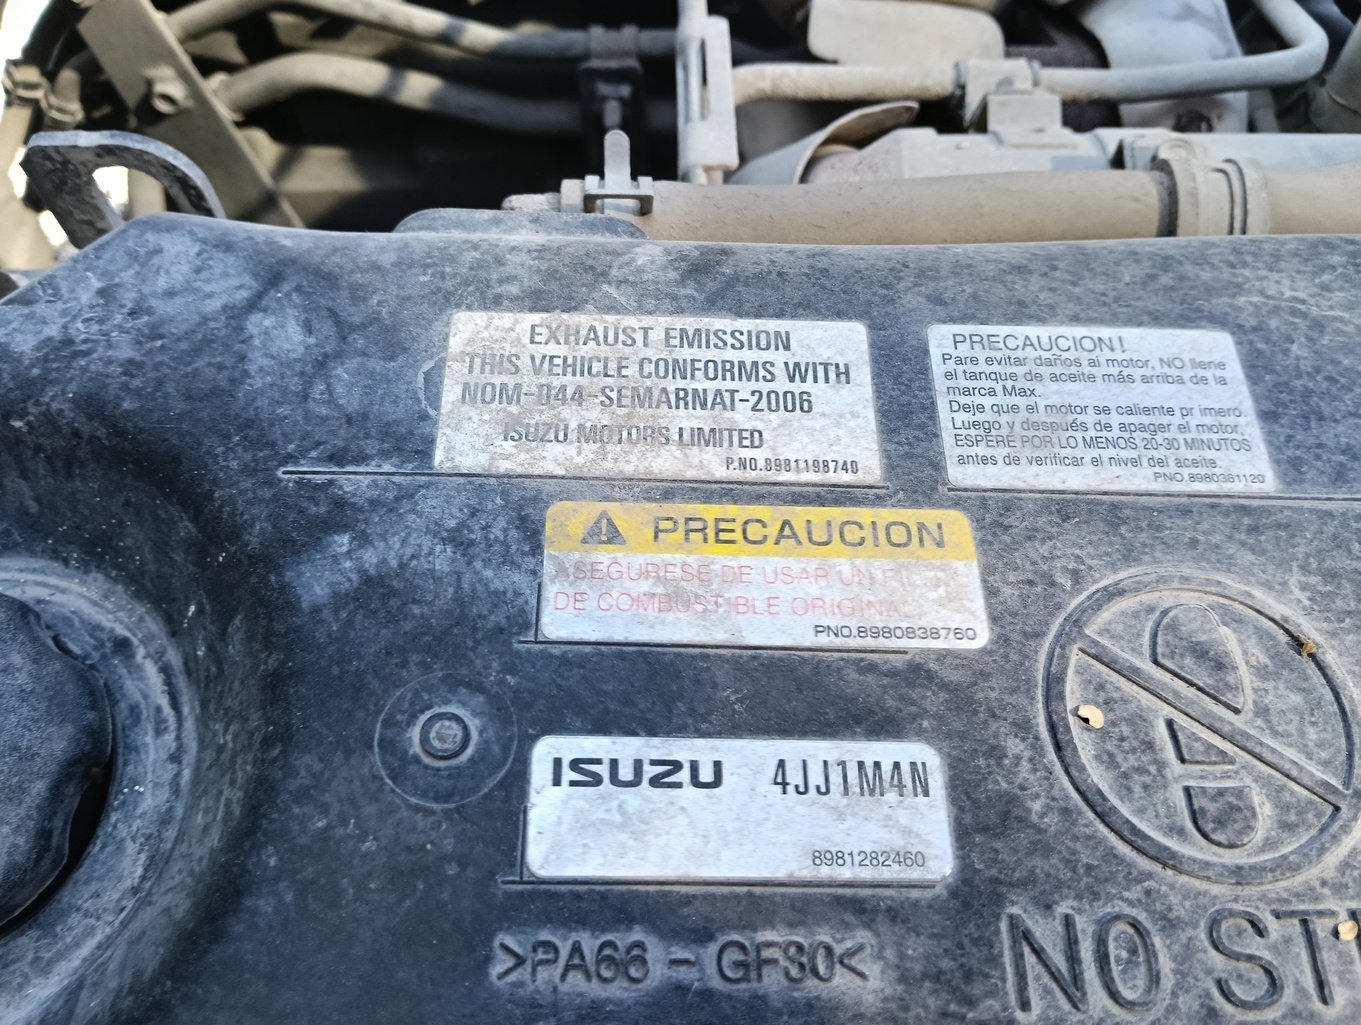 EXHAUST EMISSION
THIS VEHICLE CONFORMS WITH
NOM-044-SEMARNAT-2006
ISUZU MOTORS LIMITED
P.NO.8981198740
PRECAUCION!
Pare evitar daños al motor, NO llene
el tanque de aceite más arriba de la
marca Max.
Deje que el motor se caliente pr imero.
Luego y después de apager el motor,
ESPERE POR LO MENOS 20-30 MINUTOS
antes de verificar el nivel del aceite.
PNO.8980361120
PRECAUCION
ASEGURESE DE USAR UN
DE COMBUSTIBLE ORIGINAL
PNO.8980838760
ISUZU 4JJ1M4N
8981282460
>PA66-GF30<
NO